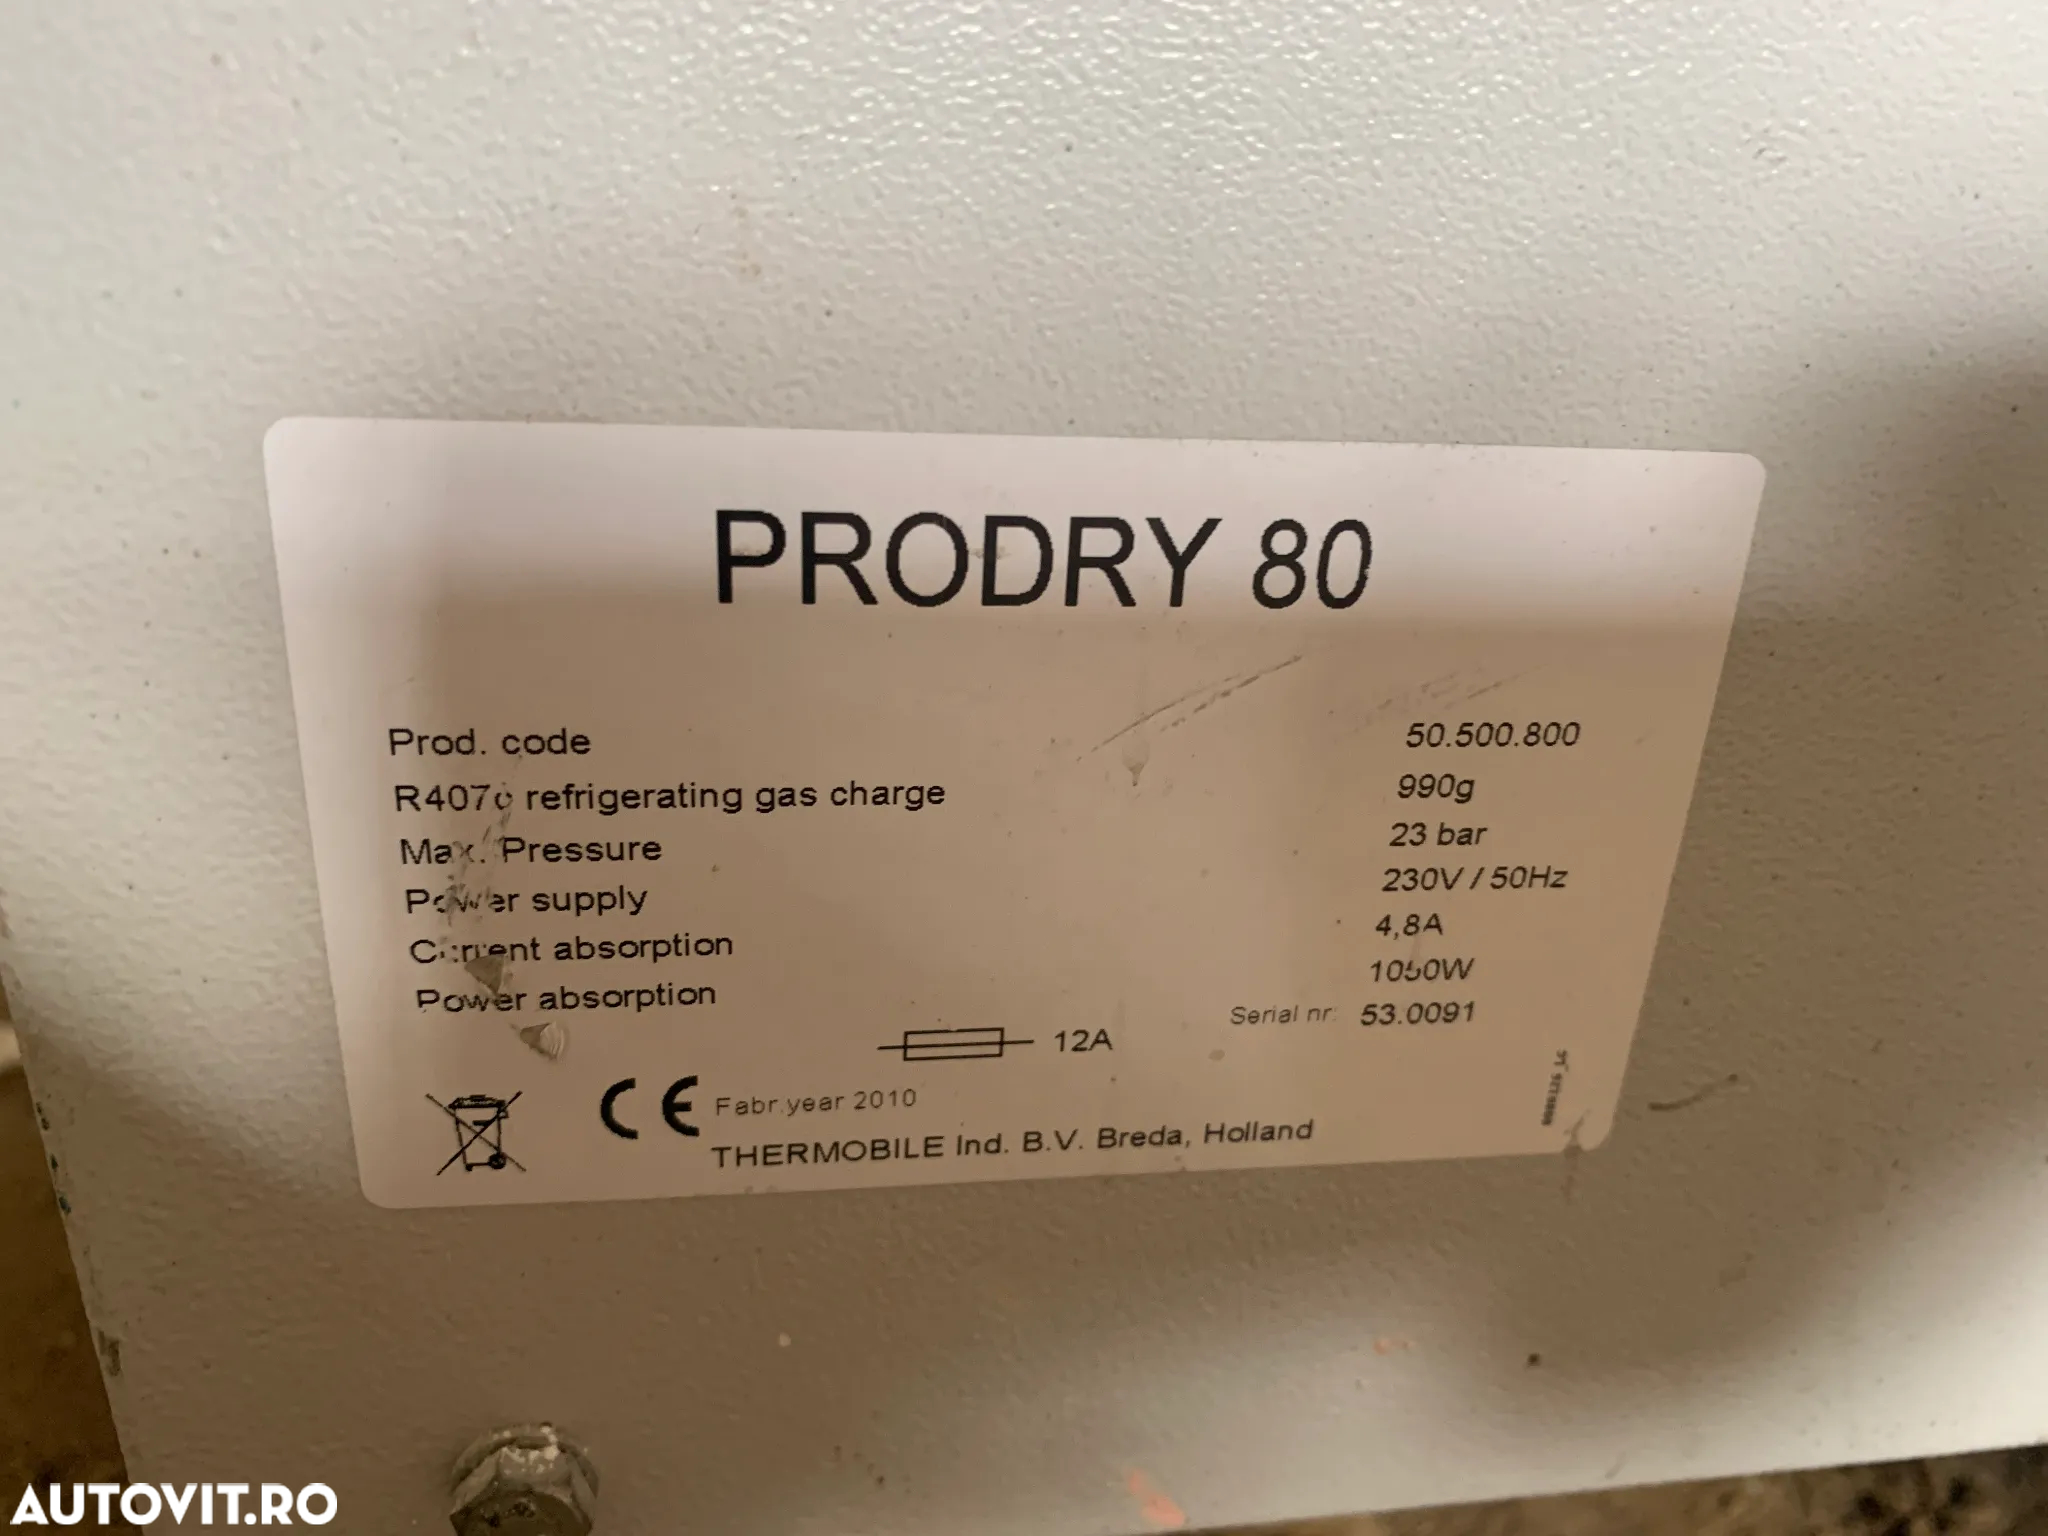 PRODRY 80
Prod. code 50.500.800
R407c refrigerating gas charge 990g
Max. Pressure 23 bar
Power supply 230V / 50Hz
Current absorption 4,8A
Power absorption 1050W
Serial nr: 53.0091
12A
CE Fabr.year 2010
THERMOBILE Ind. B.V. Breda, Holland
AUTOVIT.RO